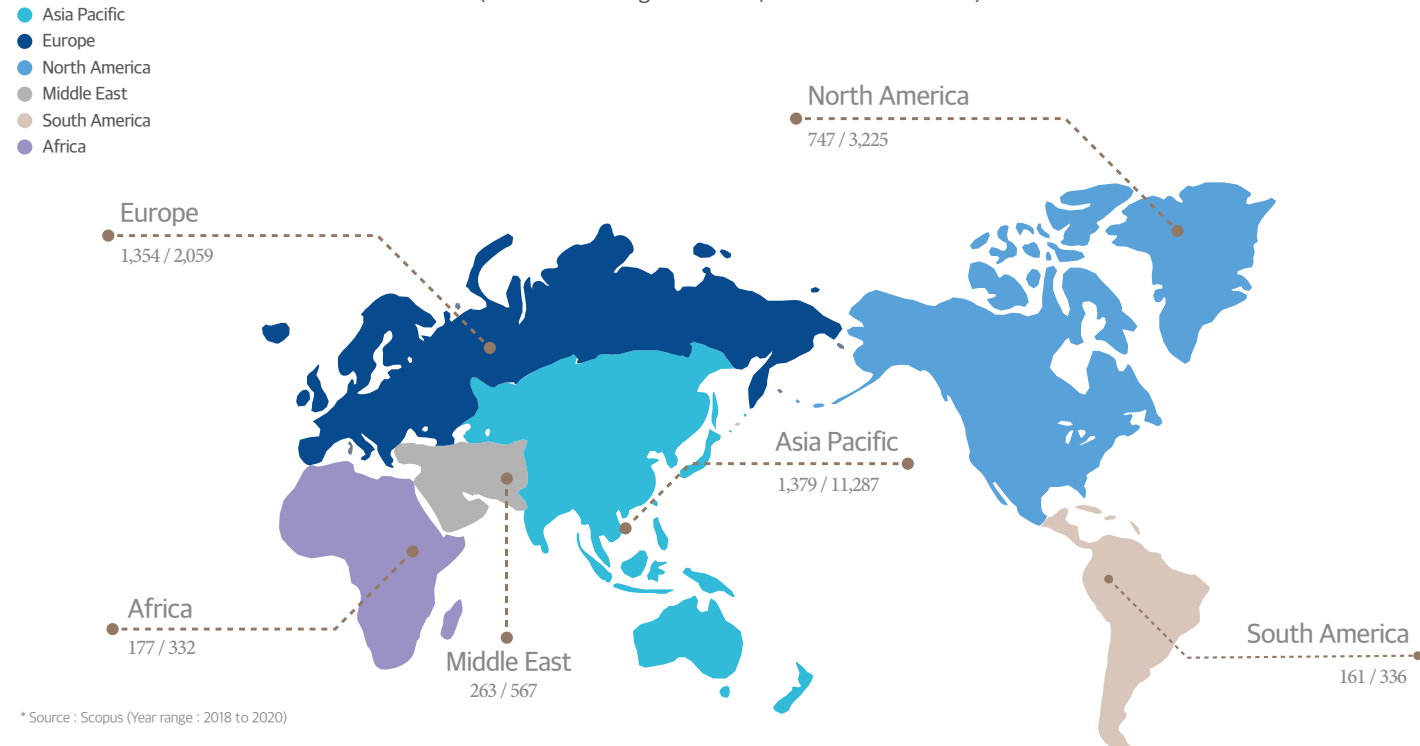 Asia Pacific
Europe
North America
Middle East
South America
Africa
North America
747 / 3,225
Europe
1,354 / 2,059
Asia Pacific
1,379 / 11,287
Africa
177 / 332
Middle East
263 / 567
South America
161 / 336
* Source : Scopus (Year range : 2018 to 2020)